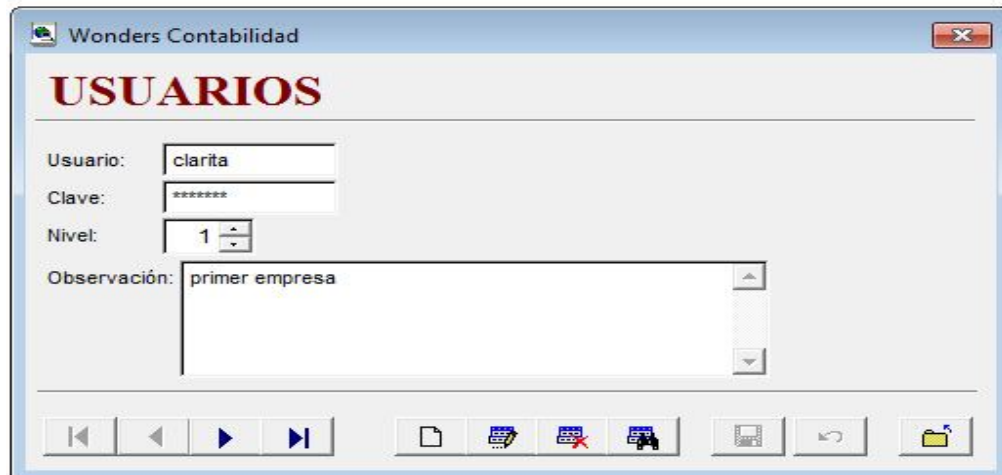 Wonders Contabilidad
USUARIOS
Usuario: clarita
Clave: *******
Nivel: 1
Observación: primer empresa